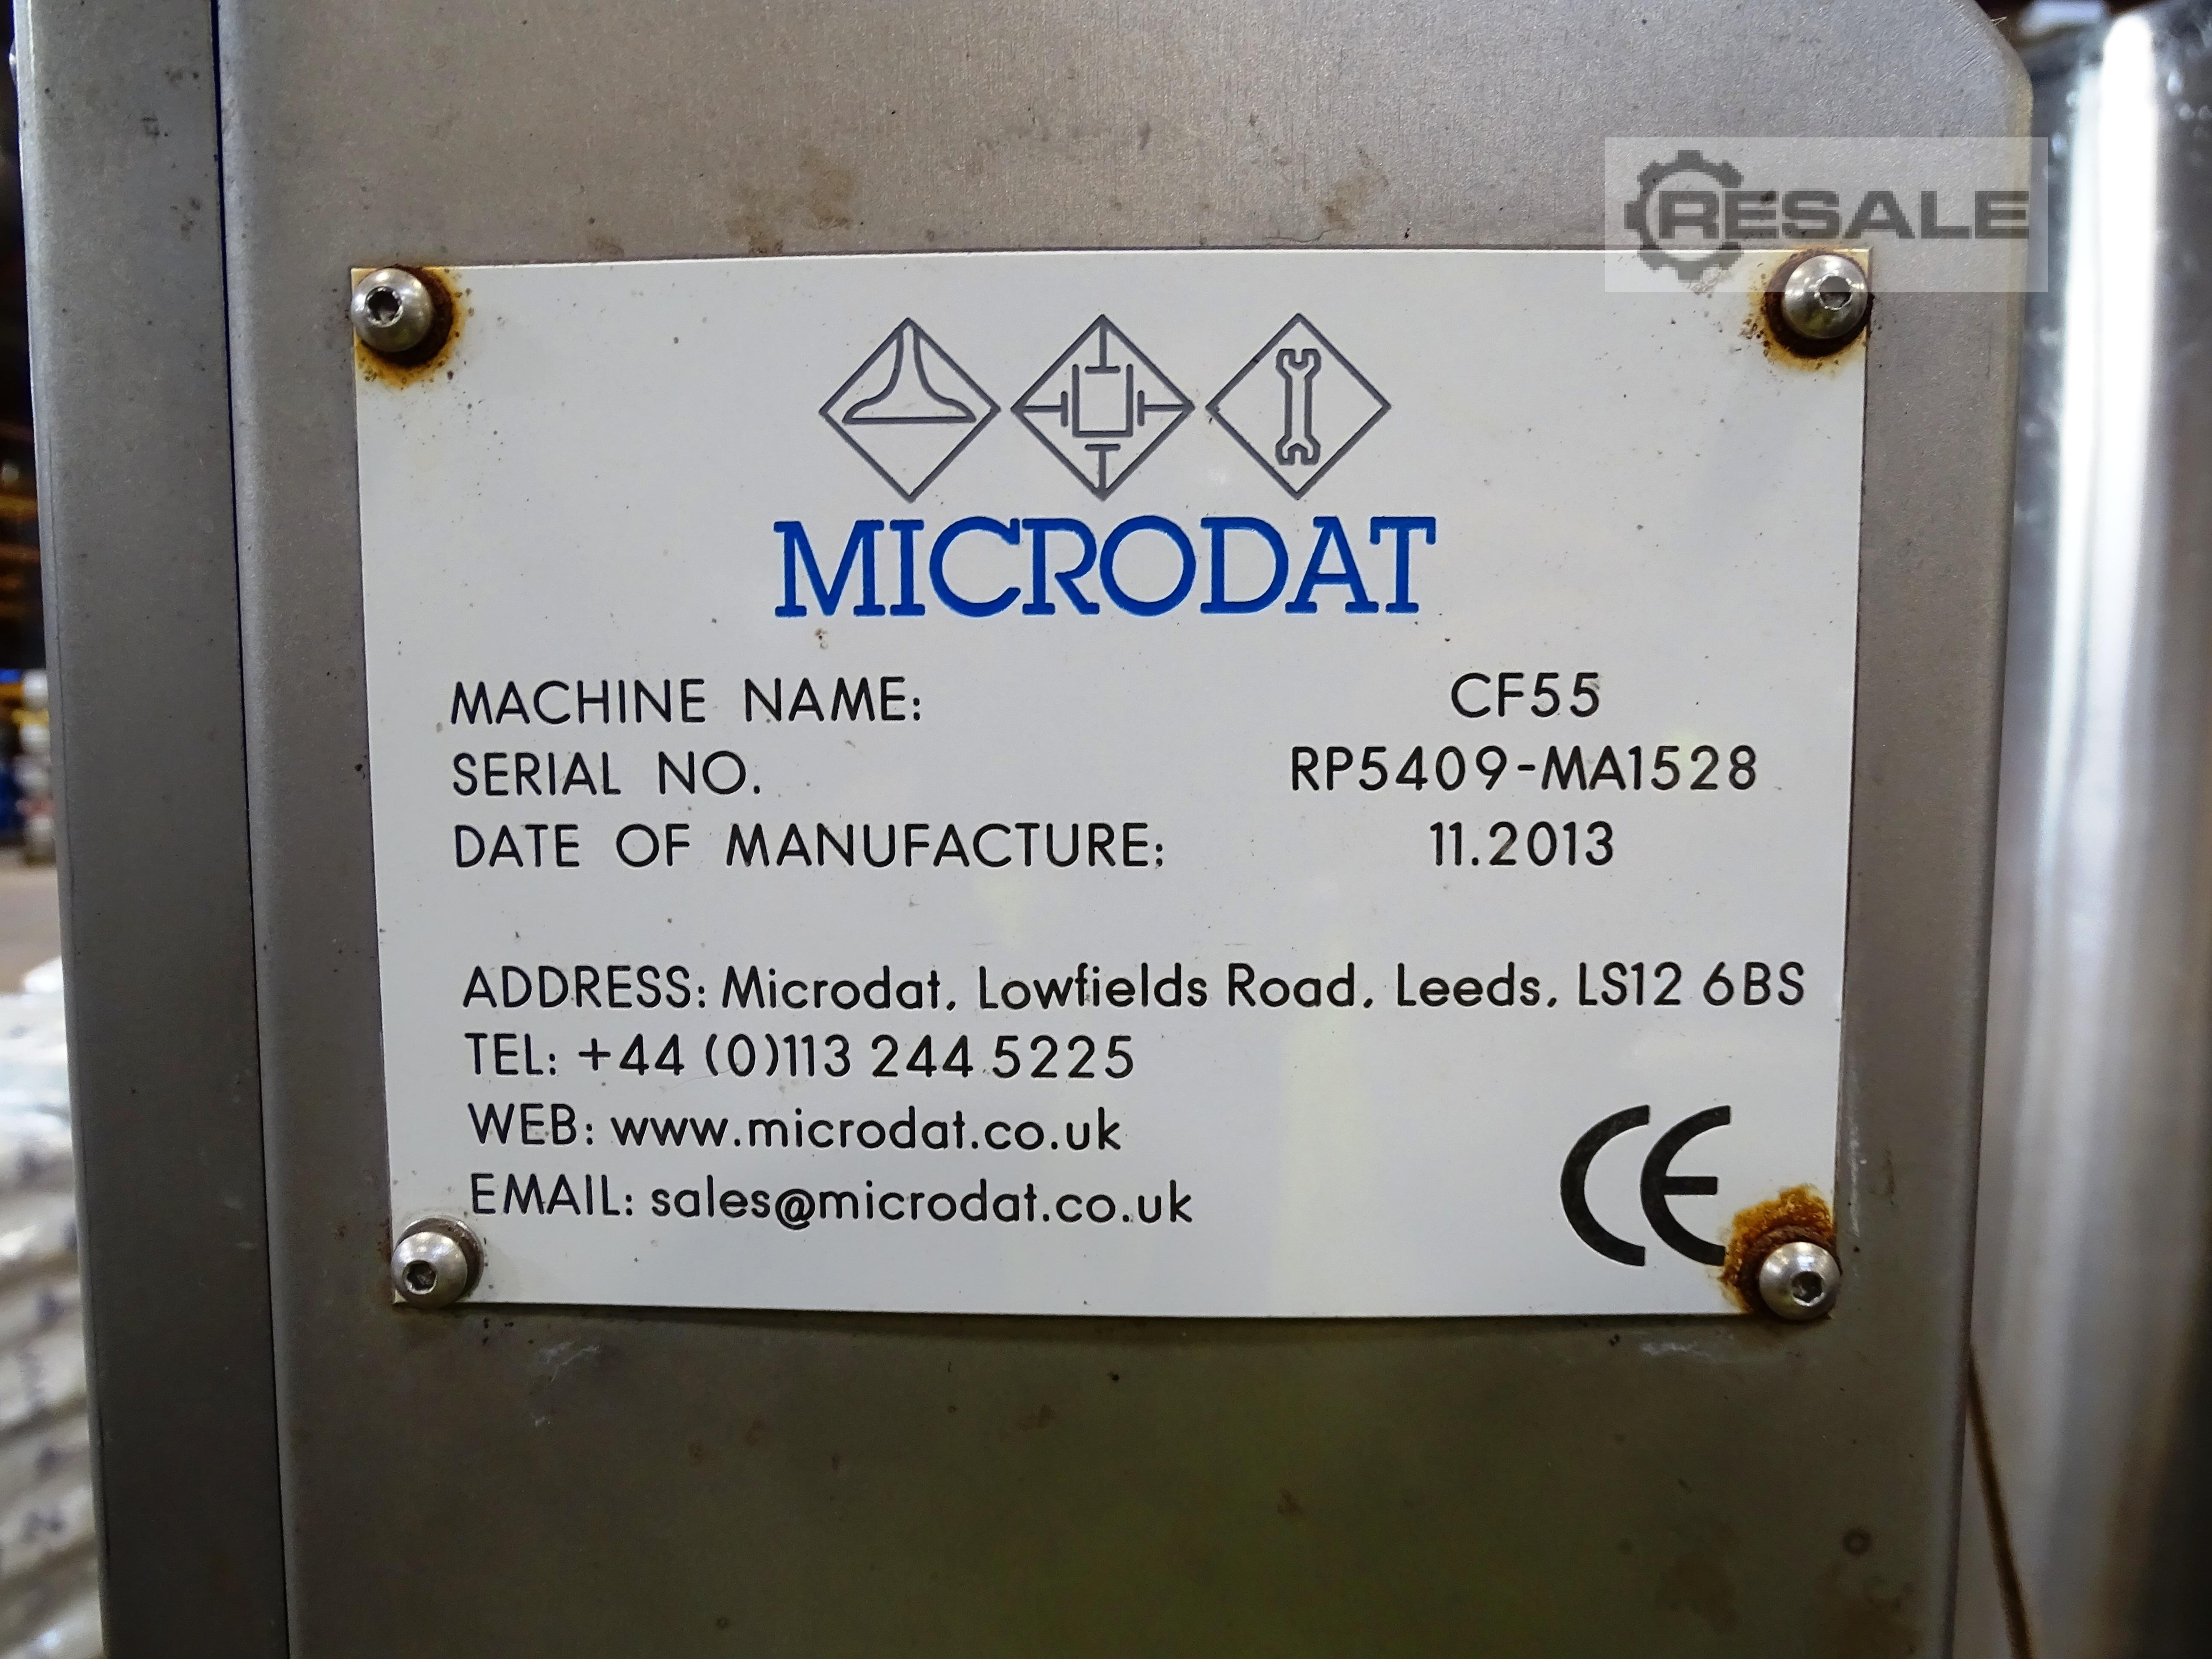 RESALE
MICRODAT
MACHINE NAME: CF55
SERIAL NO. RP5409-MA1528
DATE OF MANUFACTURE: 11.2013
ADDRESS: Microdat, Lowfields Road, Leeds, LS12 6BS
TEL: +44 (0)113 244 5225
WEB: www.microdat.co.uk
EMAIL: sales@microdat.co.uk
CE